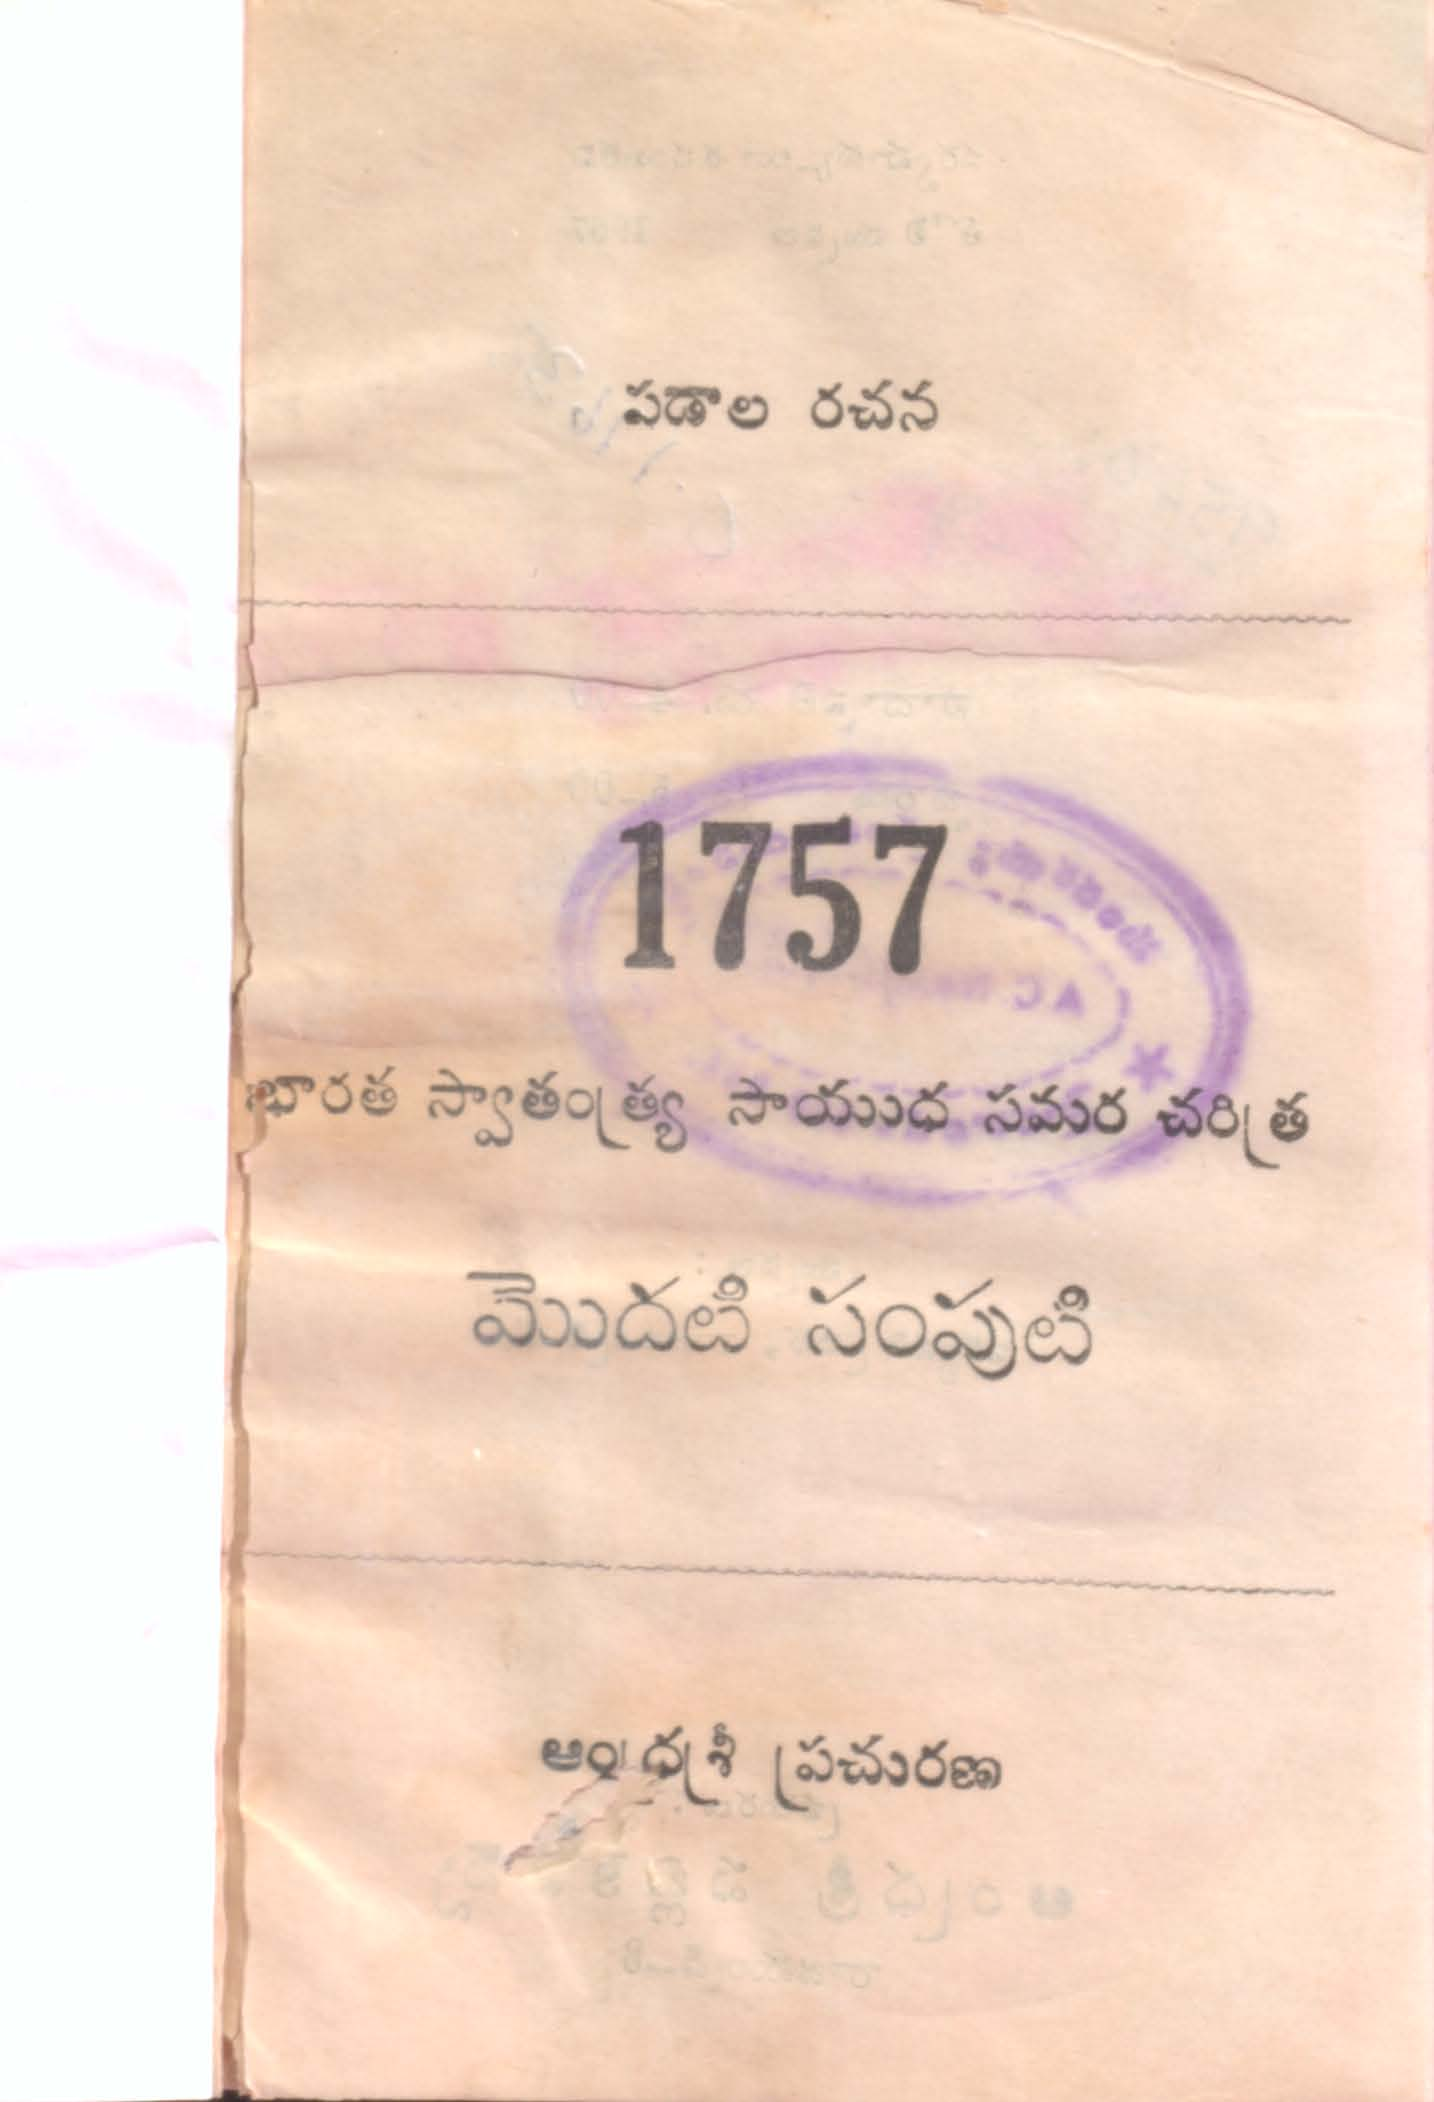 పడాల రచన
1757
భారత స్వాతంత్ర్య సాయుధ సమర చరిత్ర
మొదటి సంపుటి
ఆంధ్రశ్రీ ప్రచురణ